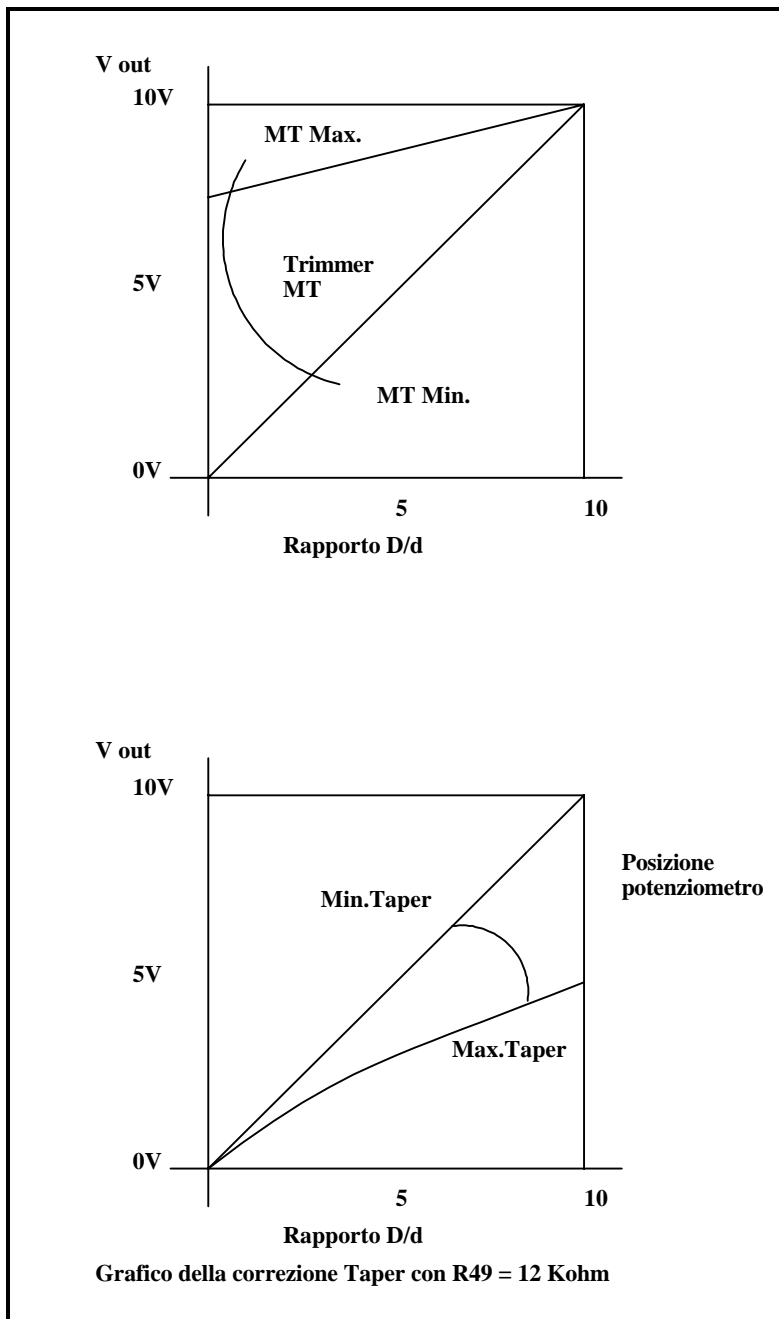 V out
10V
MT Max.
Trimmer
MT
5V
MT Min.
0V
5
10
Rapporto D/d
V out
10V
Posizione
potenziometro
Min.Taper
5V
Max.Taper
0V
5
10
Rapporto D/d
Grafico della correzione Taper con R49 = 12 Kohm